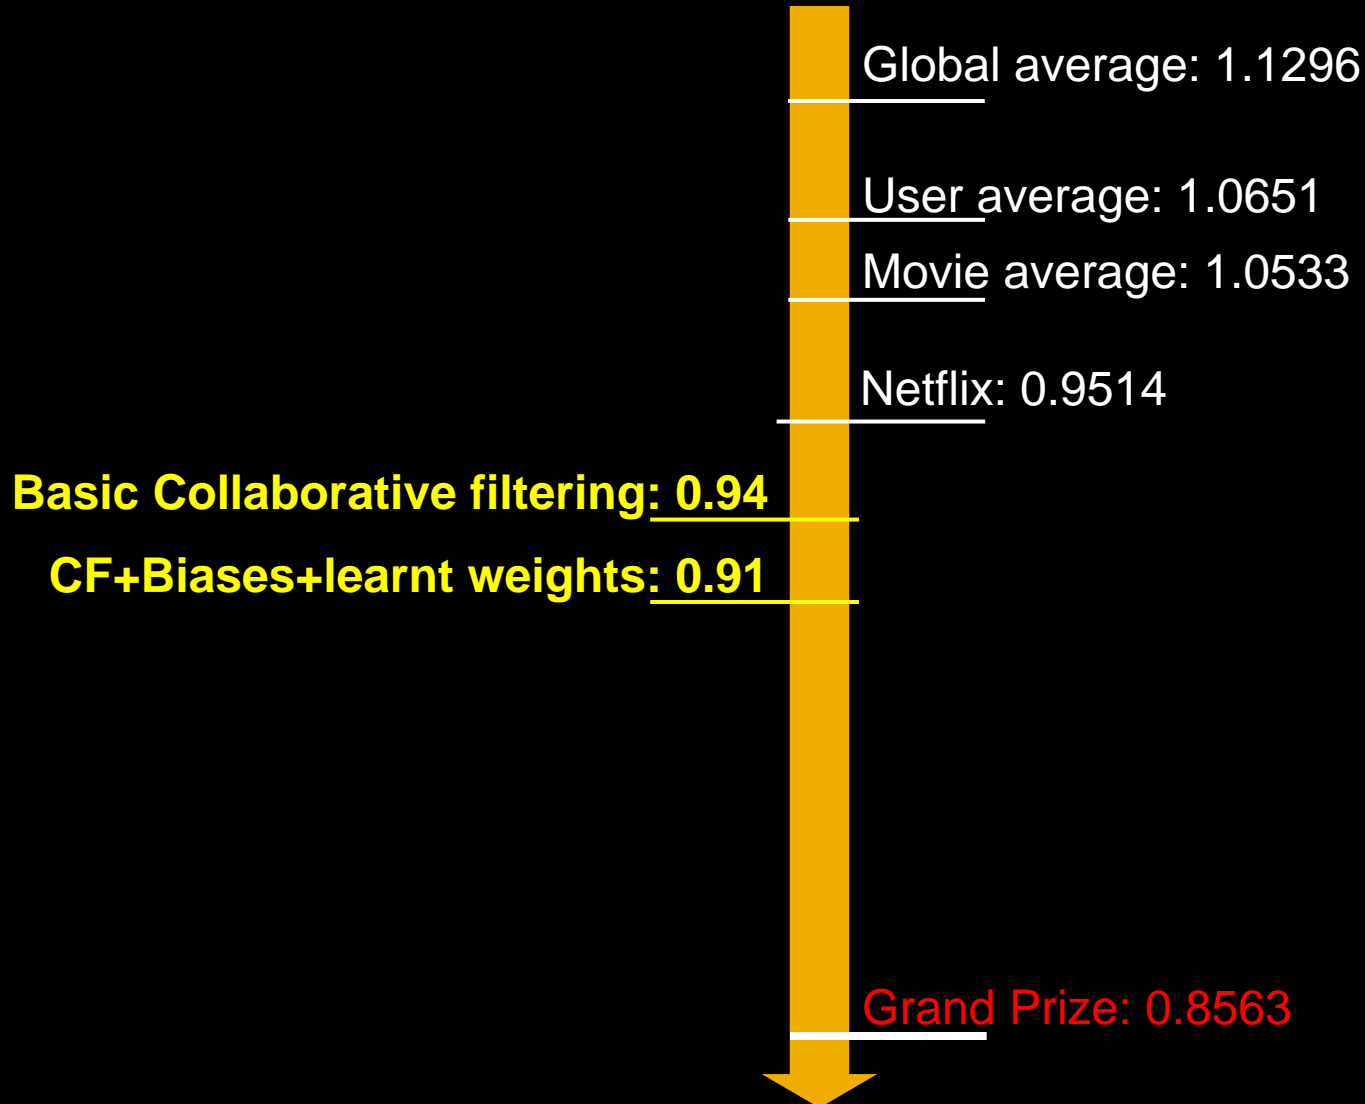 Global average: 1.1296
User average: 1.0651
Movie average: 1.0533
Netflix: 0.9514
Basic Collaborative filtering: 0.94
CF+Biases+learnt weights: 0.91
Grand Prize: 0.8563